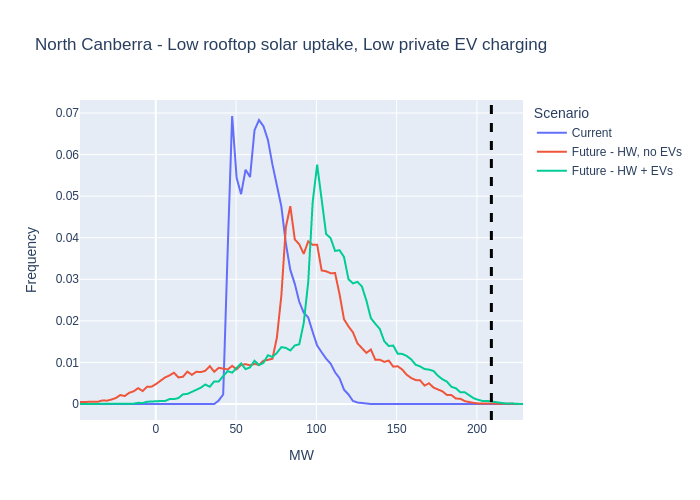 North Canberra - Low rooftop solar uptake, Low private EV charging
Scenario
Current
Future - HW, no EVs
Future - HW + EVs
Frequency
0.07
0.06
0.05
0.04
0.03
0.02
0.01
0
0
50
100
150
200
MW